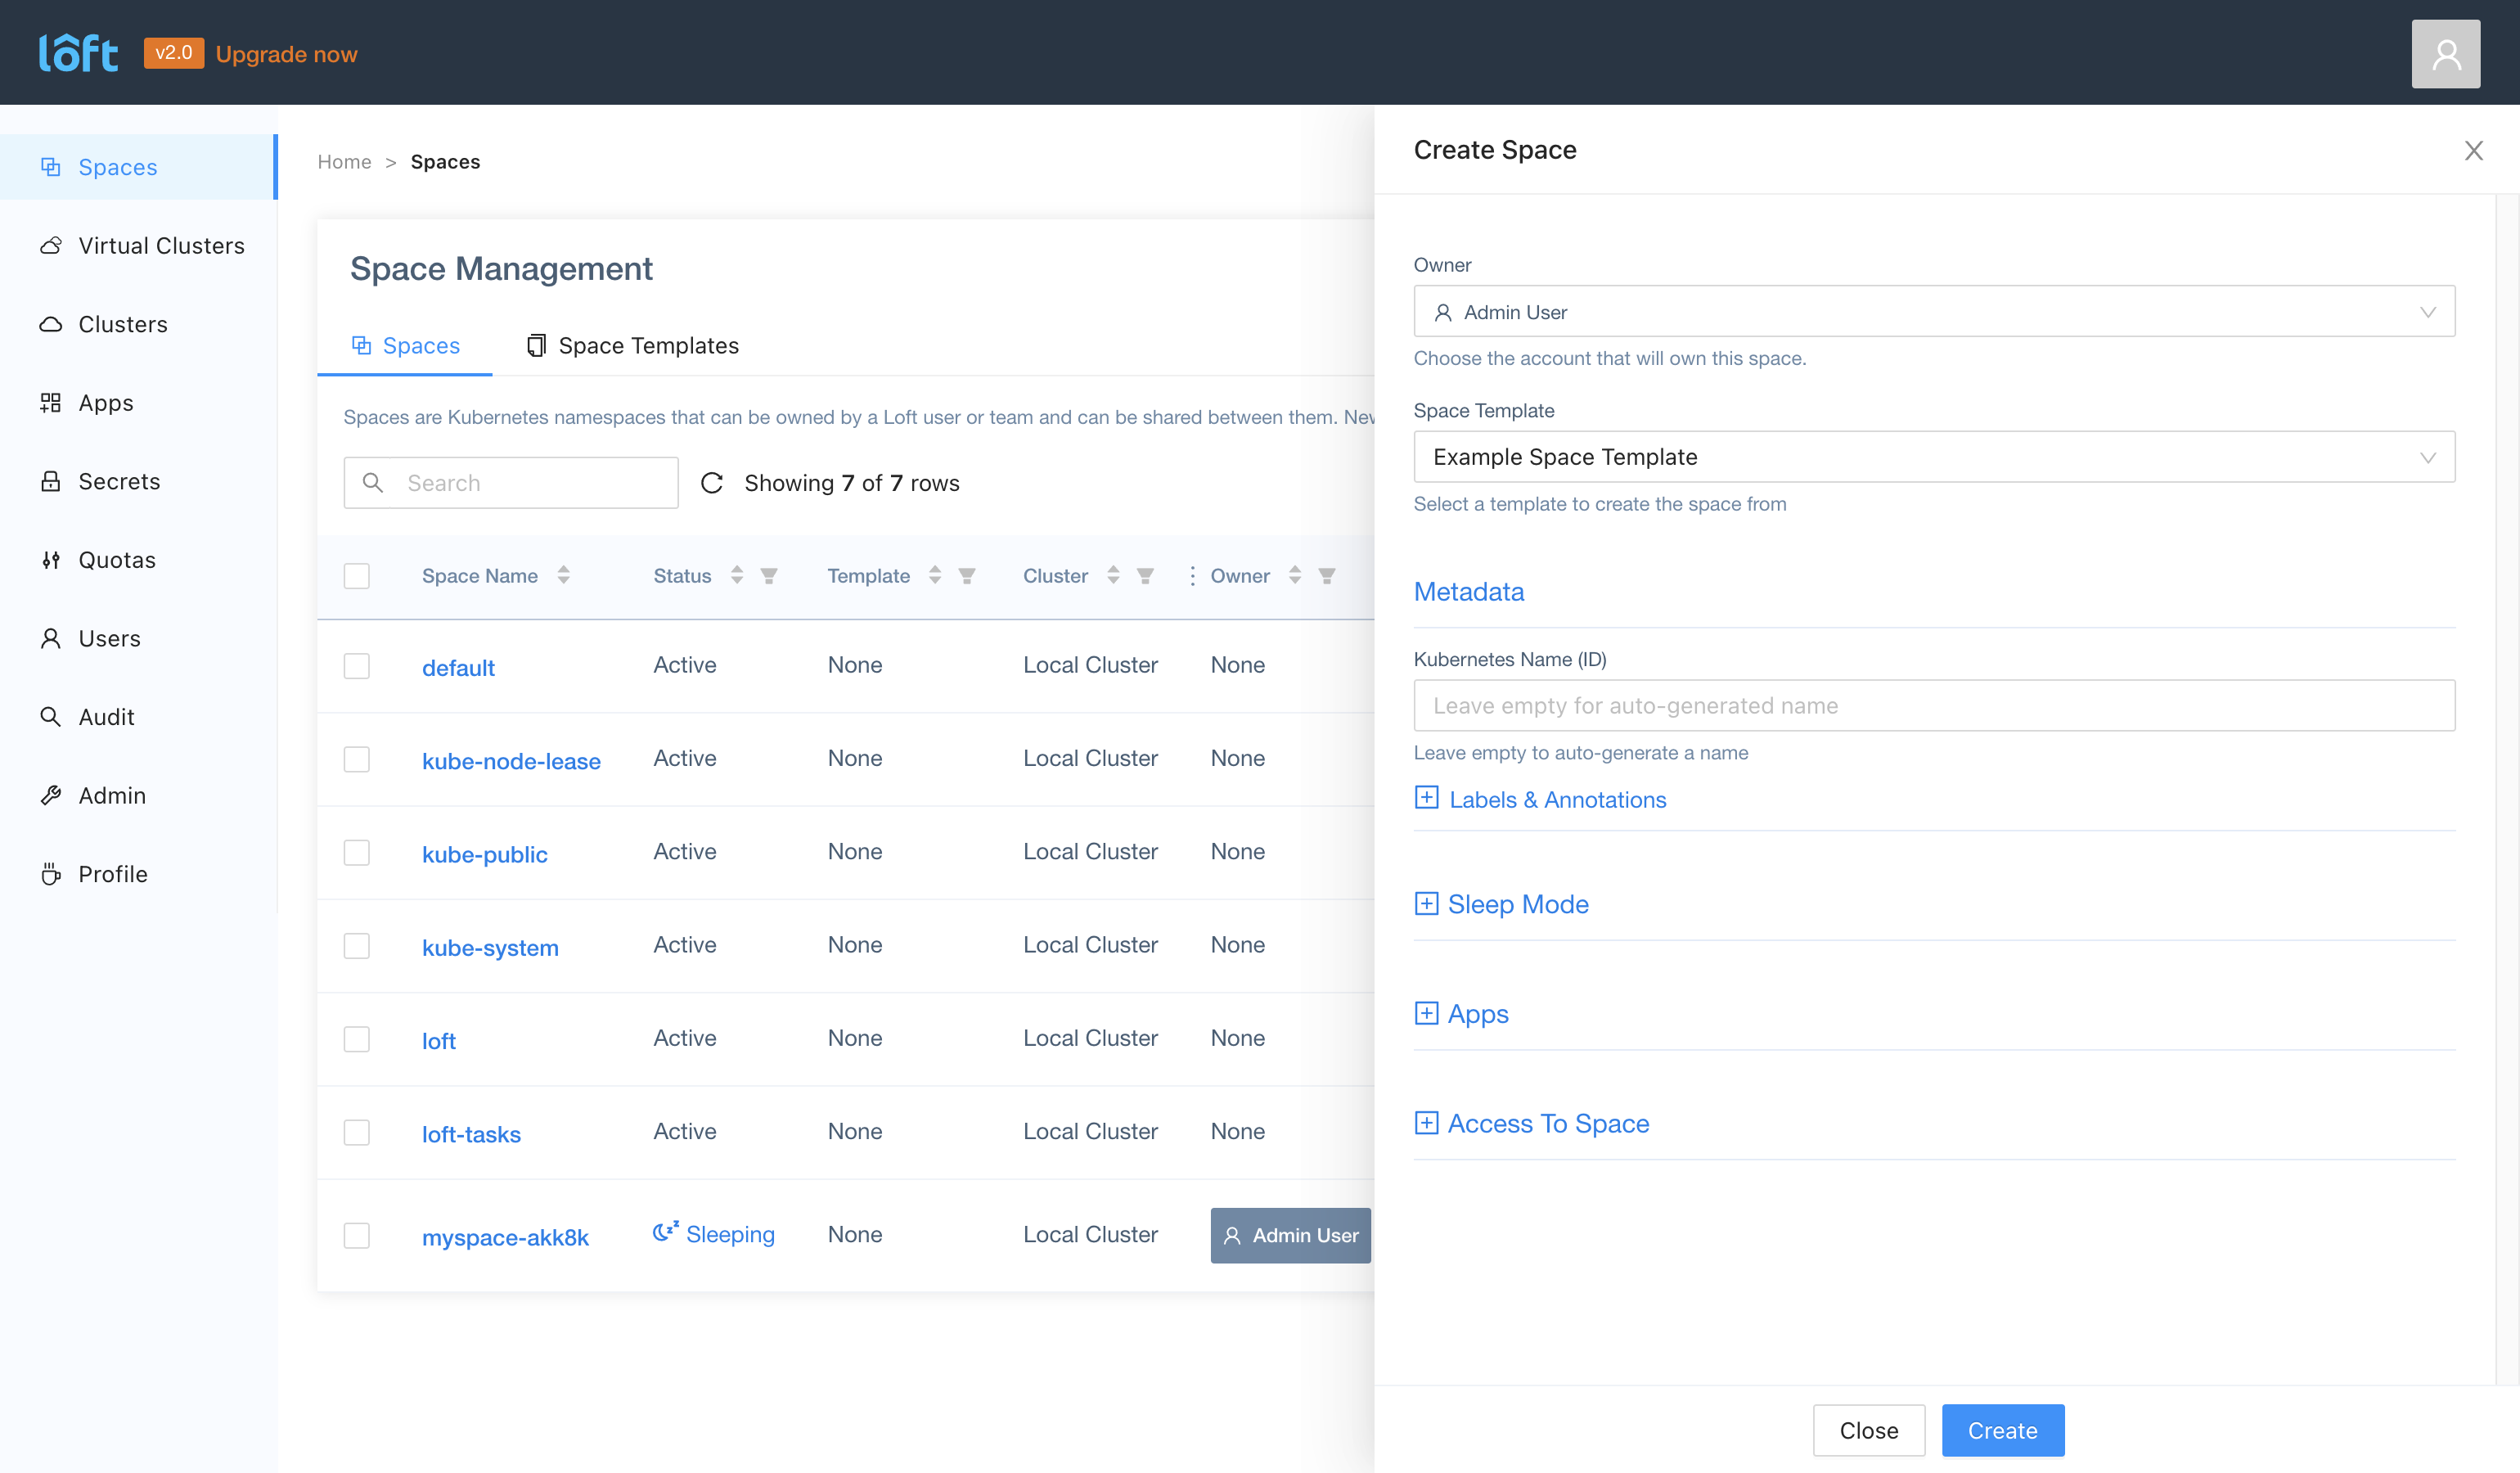 loft v2.0 Upgrade now
Spaces
Virtual Clusters
Clusters
Apps
Secrets
Quotas
Users
Audit
Admin
Profile
Home > Spaces
Space Management
Spaces Space Templates
Spaces are Kubernetes namespaces that can be owned by a Loft user or team and can be shared between them.
Search Showing 7 of 7 rows
Space Name Status Template Cluster Owner
default Active None Local Cluster None
kube-node-lease Active None Local Cluster None
kube-public Active None Local Cluster None
kube-system Active None Local Cluster None
loft Active None Local Cluster None
loft-tasks Active None Local Cluster None
myspace-akk8k Sleeping None Local Cluster Admin User
Create Space
Owner
Admin User
Choose the account that will own this space.
Space Template
Example Space Template
Select a template to create the space from
Metadata
Kubernetes Name (ID)
Leave empty for auto-generated name
Leave empty to auto-generate a name
Labels & Annotations
Sleep Mode
Apps
Access To Space
Close Create